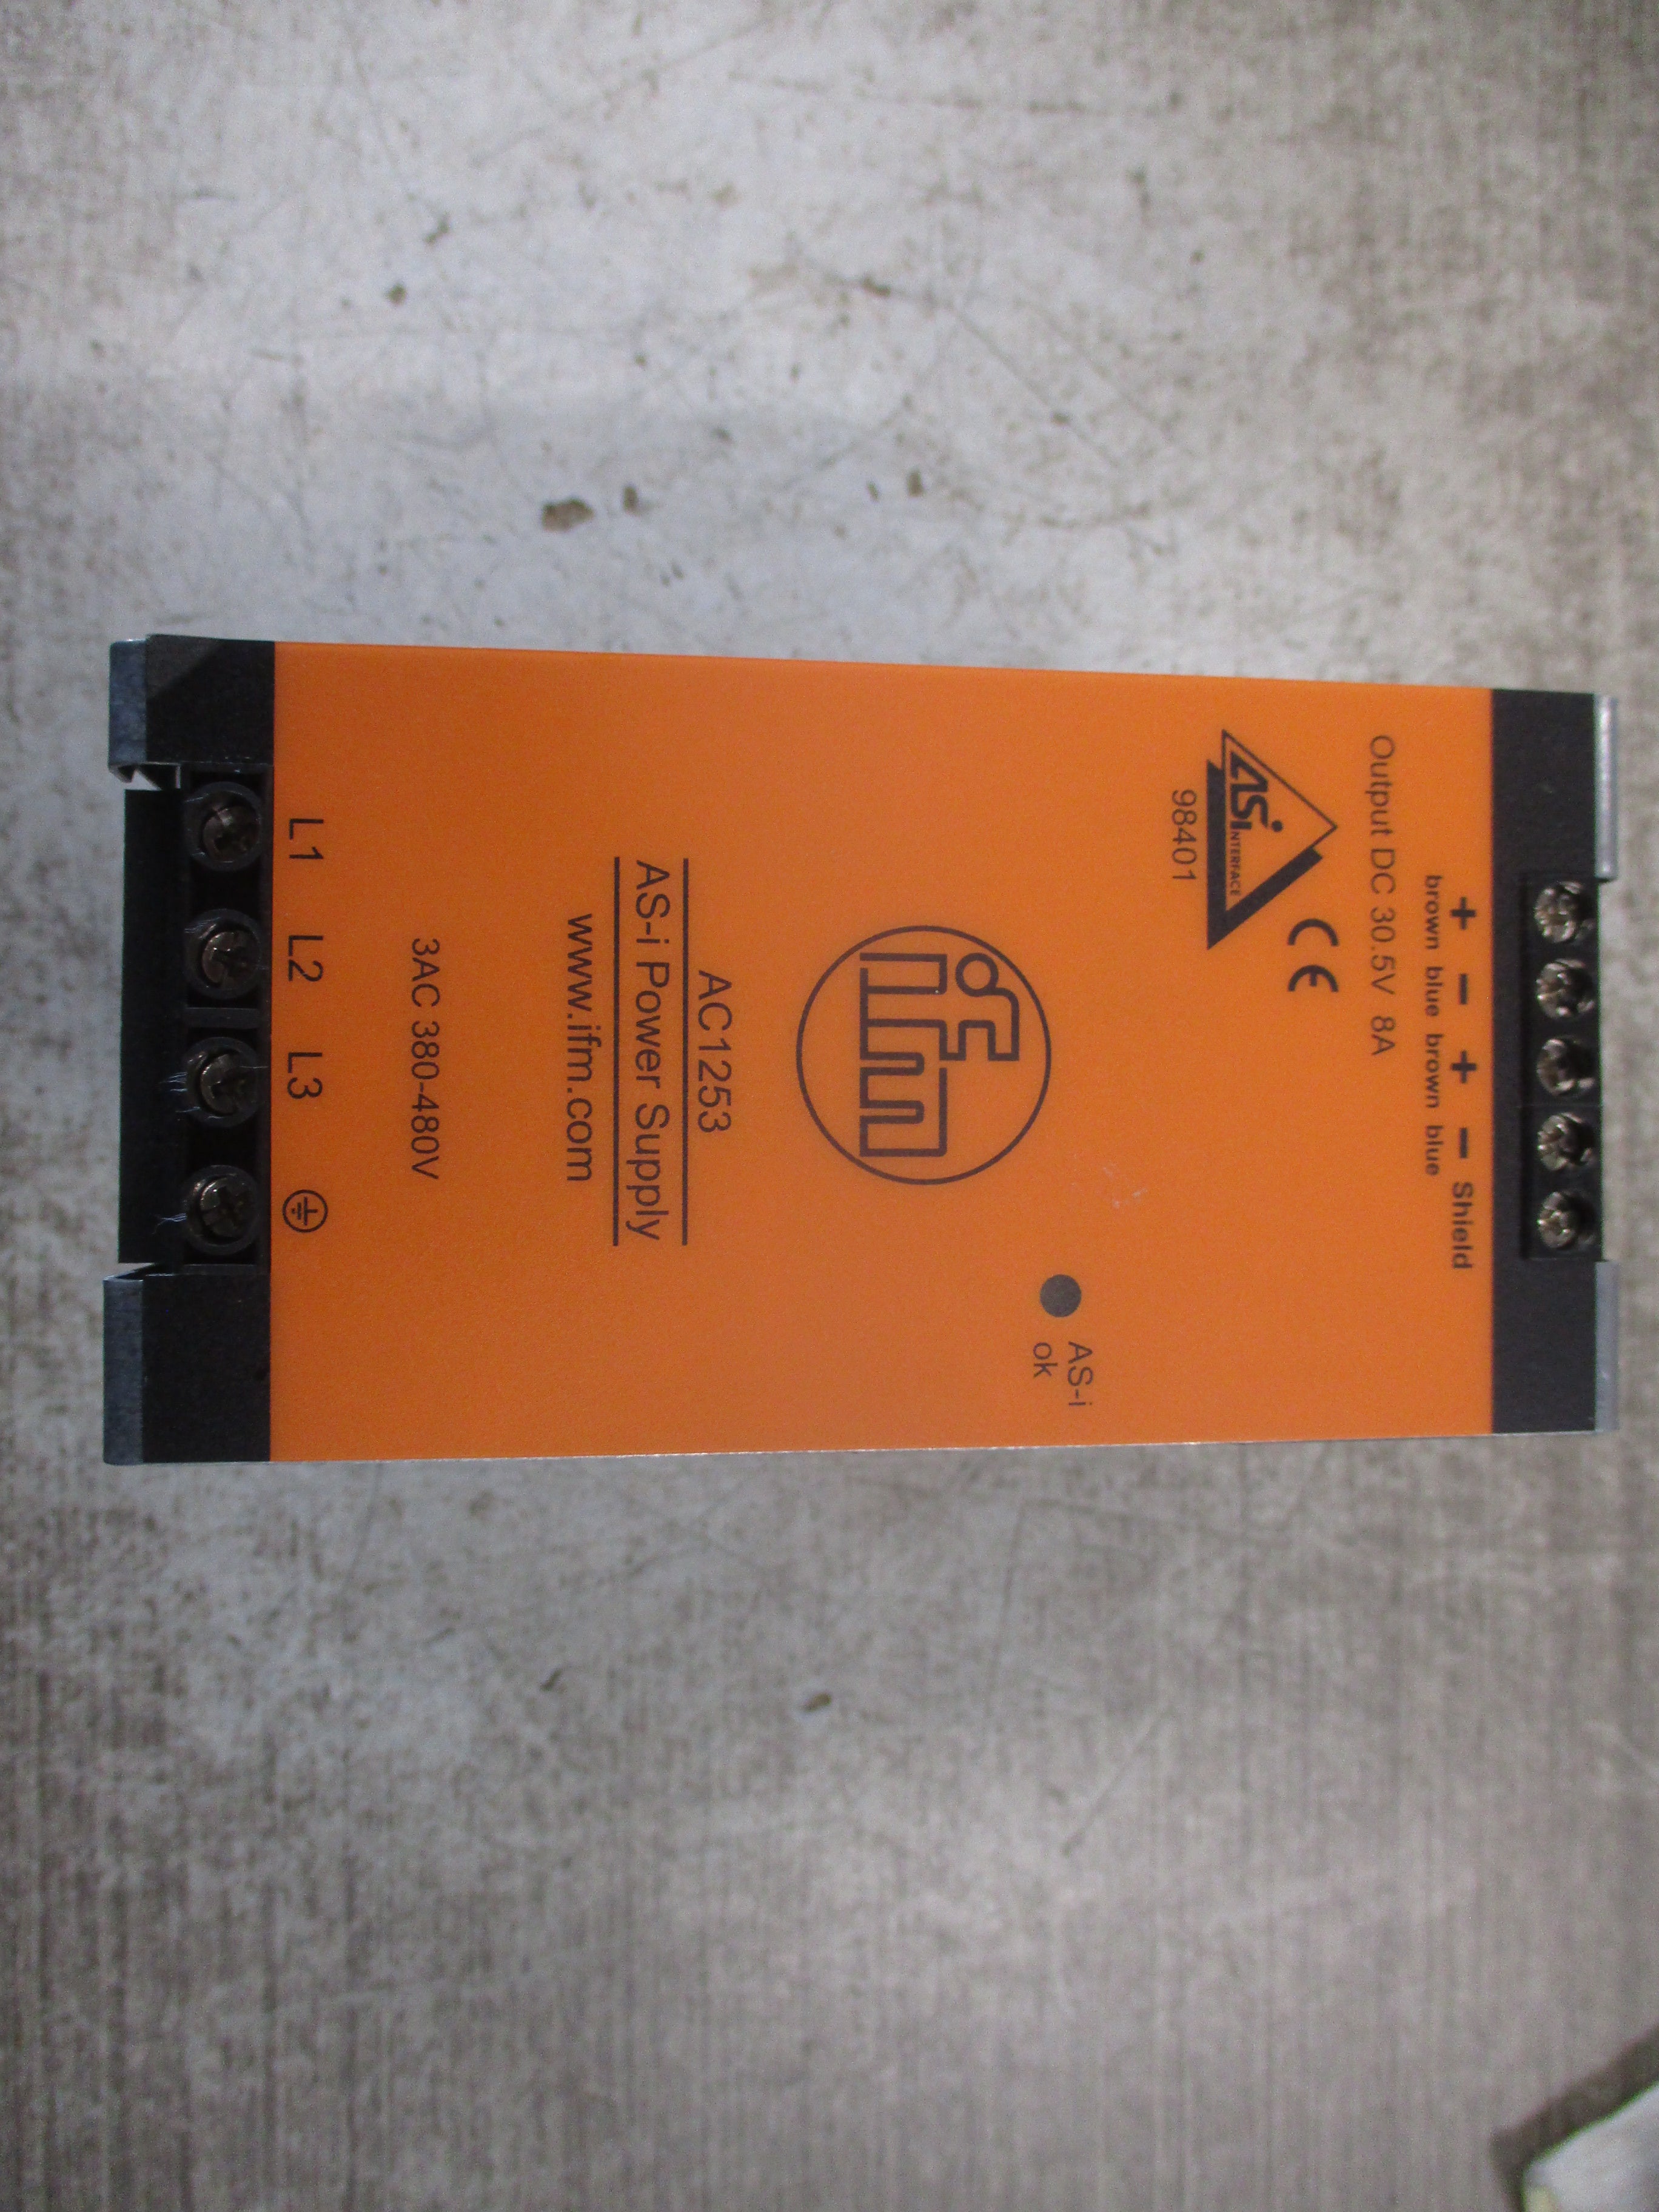 + − + − Shield
brown blue brown blue
Output DC 30.5V 8A
CE
ASi
INTERFACE
98401
AS-i
ok
ifm
AC1253
AS-i Power Supply
www.ifm.com
3AC 380-480V
L1 L2 L3